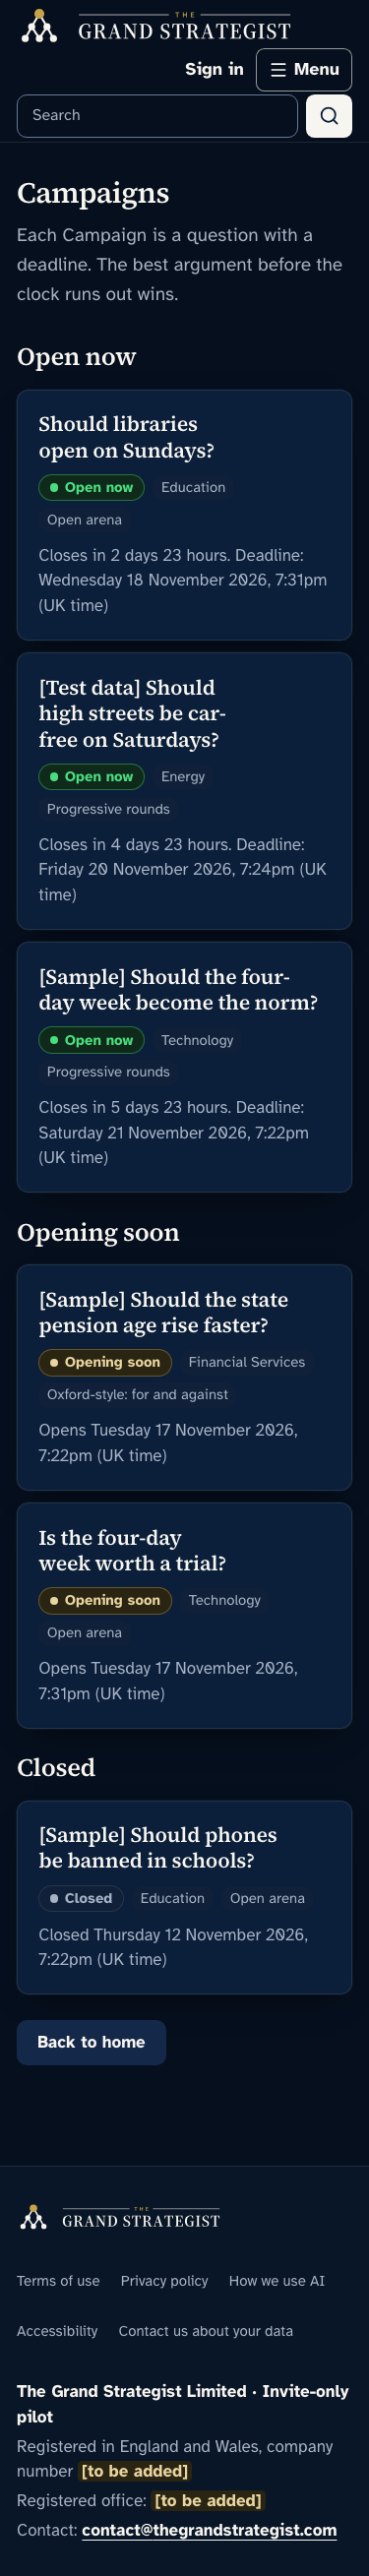 THE
GRAND STRATEGIST
Sign in
Menu
Search
Campaigns
Each Campaign is a question with a
deadline. The best argument before the
clock runs out wins.
Open now
Should libraries
open on Sundays?
Open now
Education
Open arena
Closes in 2 days 23 hours. Deadline:
Wednesday 18 November 2026, 7:31pm
(UK time)
[Test data] Should
high streets be car-
free on Saturdays?
Open now
Energy
Progressive rounds
Closes in 4 days 23 hours. Deadline:
Friday 20 November 2026, 7:24pm (UK
time)
[Sample] Should the four-
day week become the norm?
Open now
Technology
Progressive rounds
Closes in 5 days 23 hours. Deadline:
Saturday 21 November 2026, 7:22pm
(UK time)
Opening soon
[Sample] Should the state
pension age rise faster?
Opening soon
Financial Services
Oxford-style: for and against
Opens Tuesday 17 November 2026,
7:22pm (UK time)
Is the four-day
week worth a trial?
Opening soon
Technology
Open arena
Opens Tuesday 17 November 2026,
7:31pm (UK time)
Closed
[Sample] Should phones
be banned in schools?
Closed
Education
Open arena
Closed Thursday 12 November 2026,
7:22pm (UK time)
Back to home
THE
GRAND STRATEGIST
Terms of use
Privacy policy
How we use AI
Accessibility
Contact us about your data
The Grand Strategist Limited · Invite-only
pilot
Registered in England and Wales, company
number [to be added]
Registered office: [to be added]
Contact: contact@thegrandstrategist.com